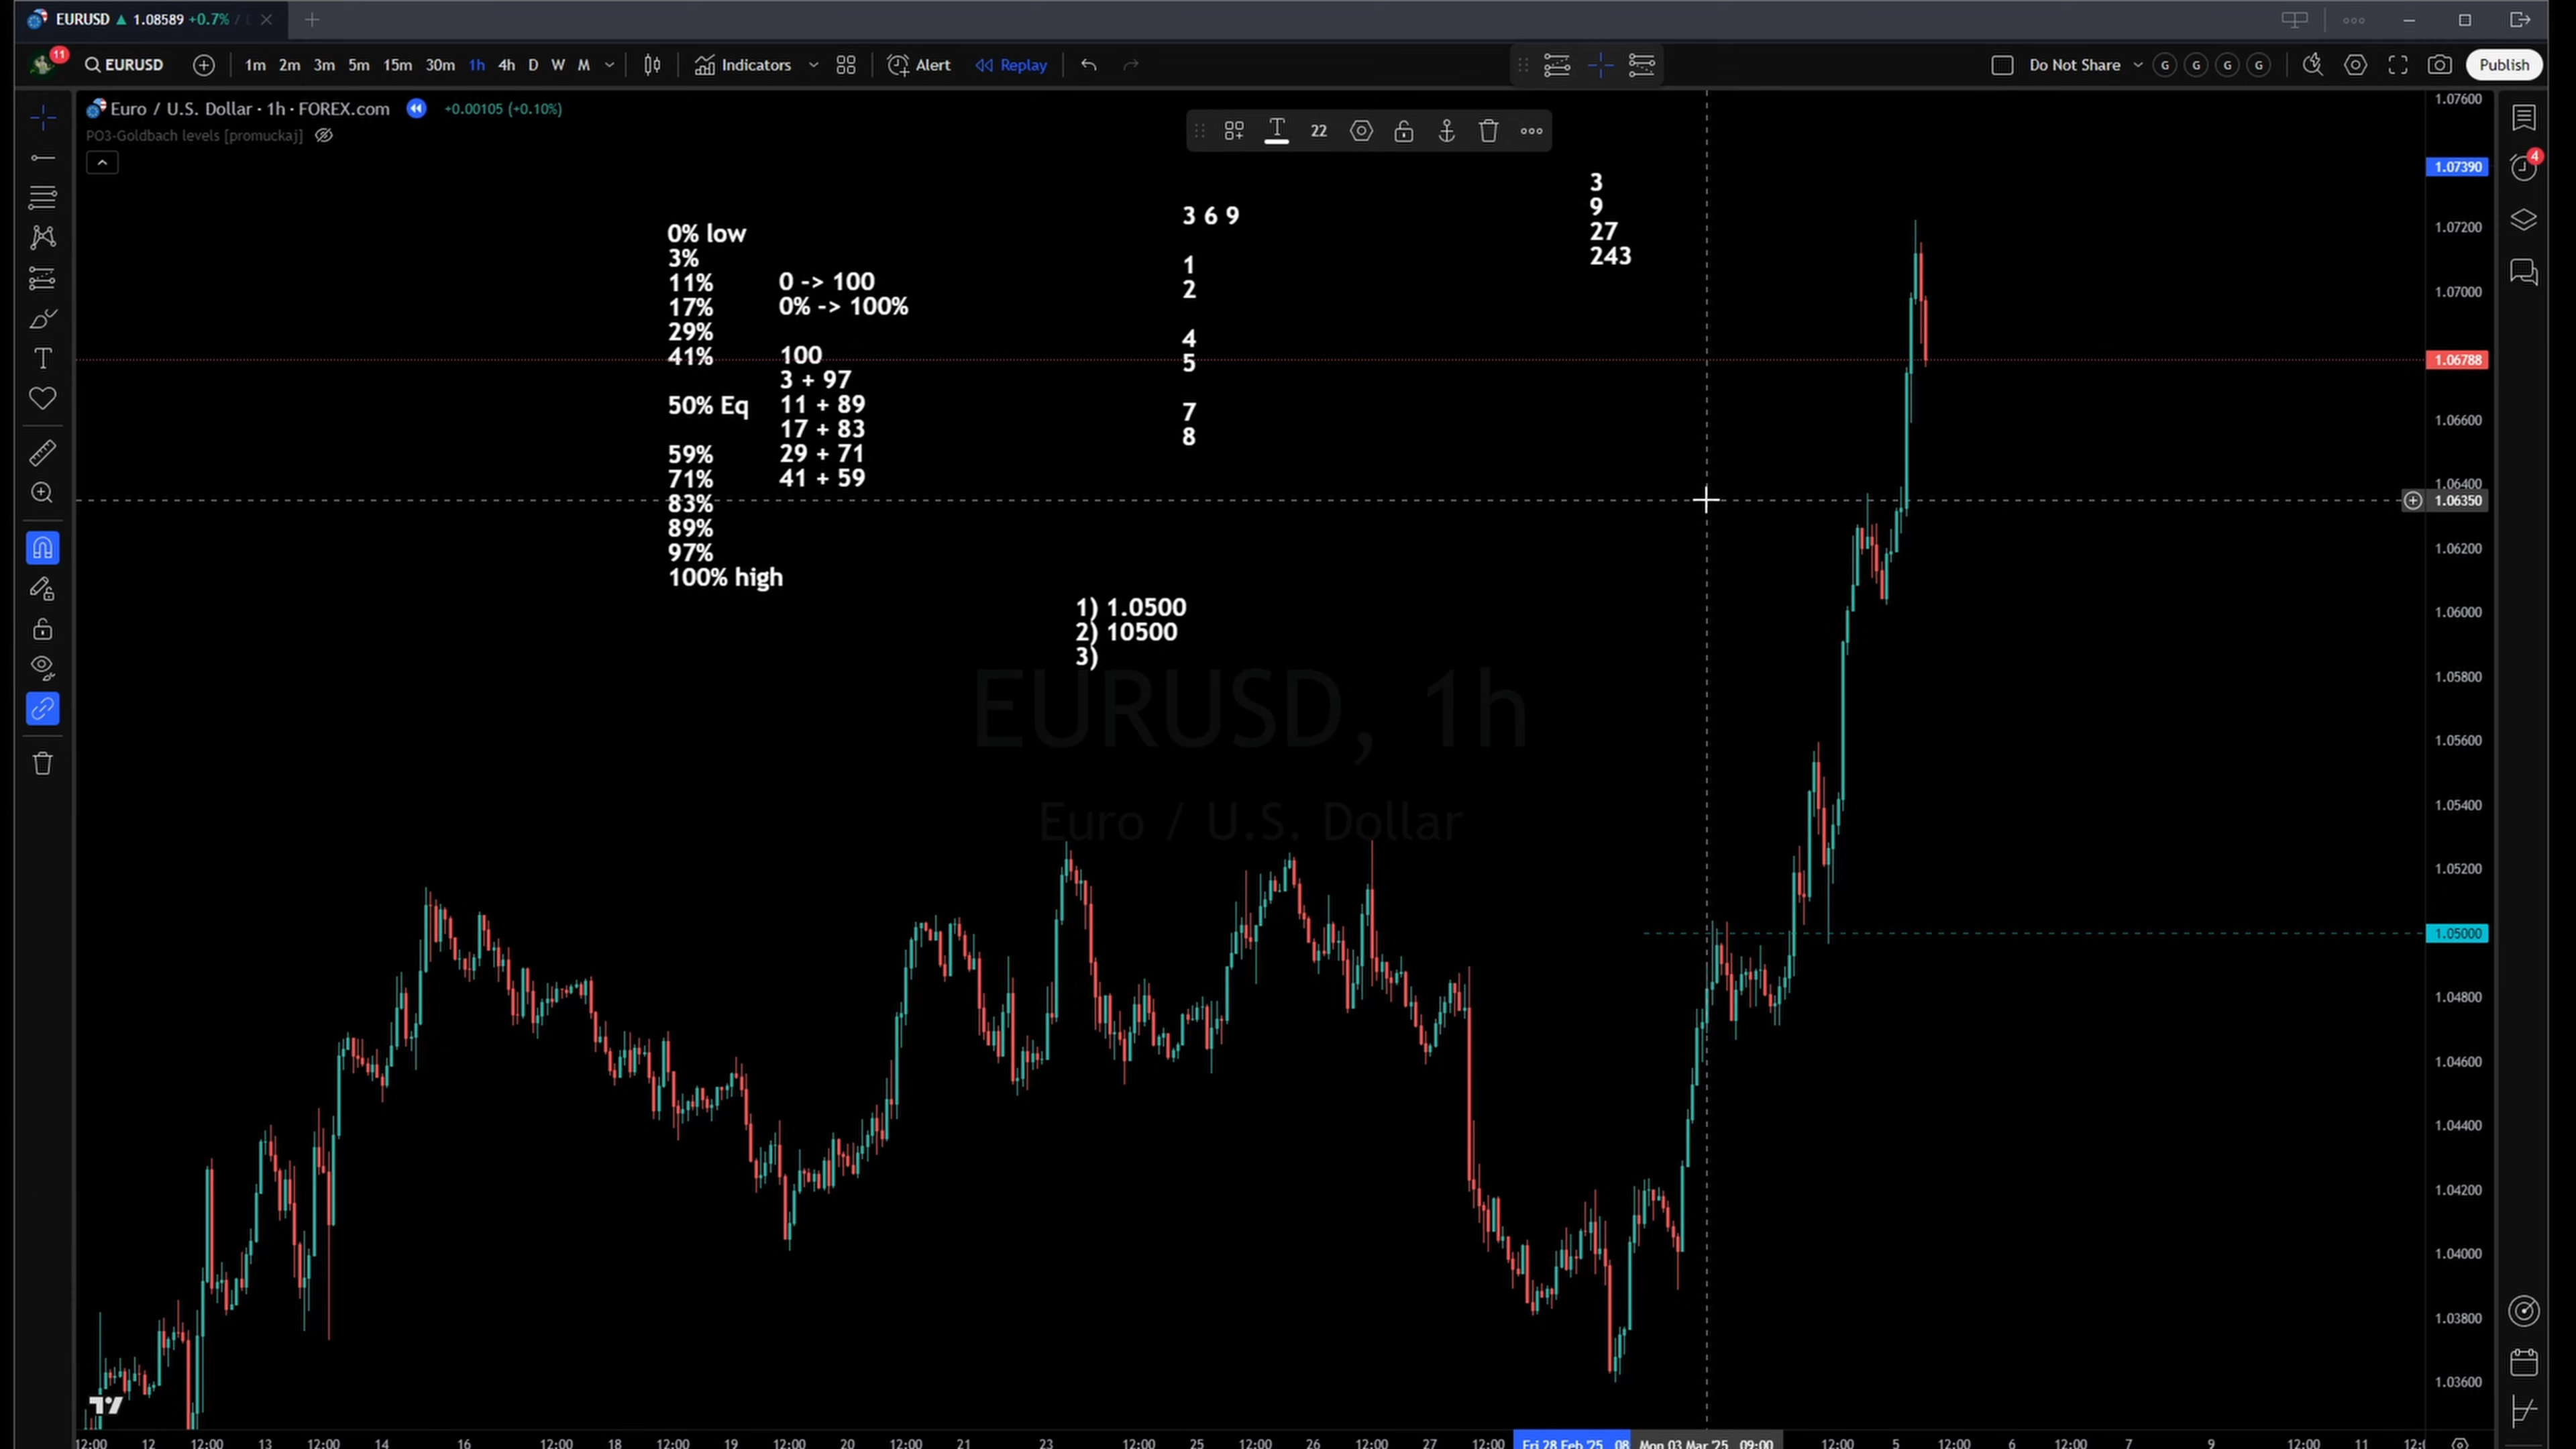 EURUSD ▲ 1.08589 +0.7% /
11
EURUSD
1m 2m 3m 5m 15m 30m 1h 4h D W M
Indicators
Alert
Replay
Do Not Share
G G G G
Publish
Euro / U.S. Dollar · 1h · FOREX.com
+0.00105 (+0.10%)
PO3-Goldbach levels [promuckaj]
22
0% low
3%
11%
17%
29%
41%
50% Eq
59%
71%
83%
89%
97%
100% high
0 -> 100
0% -> 100%
100
3 + 97
11 + 89
17 + 83
29 + 71
41 + 59
3 6 9
1
2
4
5
7
8
3
9
27
243
1) 1.0500
2) 10500
3)
EURUSD, 1h
Euro / U.S. Dollar
1.07600
1.07390
1.07200
1.07000
1.06788
1.06600
1.06400
1.06350
1.06200
1.06000
1.05800
1.05600
1.05400
1.05200
1.05000
1.04800
1.04600
1.04400
1.04200
1.04000
1.03800
1.03600
4
12:00 12 12:00 13 12:00 14 16 12:00 18 12:00 19 12:00 20 12:00 21 23 12:00 25 12:00 26 12:00 27 12:00 Fri 28 Feb '25 08 Mon 03 Mar '25 09:00 12:00 5 12:00 6 12:00 7 9 12:00 11